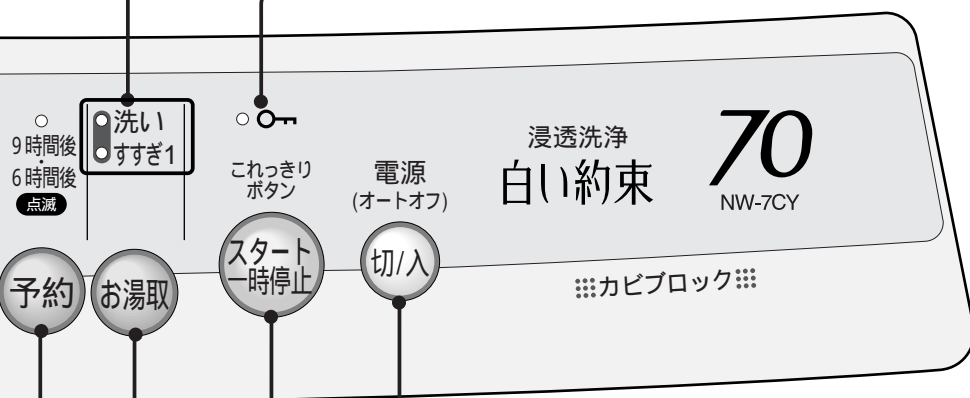 9時間後
・
6時間後
点滅
洗い
すすぎ1
これっきり
ボタン
電源
(オートオフ)
浸透洗浄
白い約束
70
NW-7CY
予約
お湯取
スタート
一時停止
切/入
カビブロック